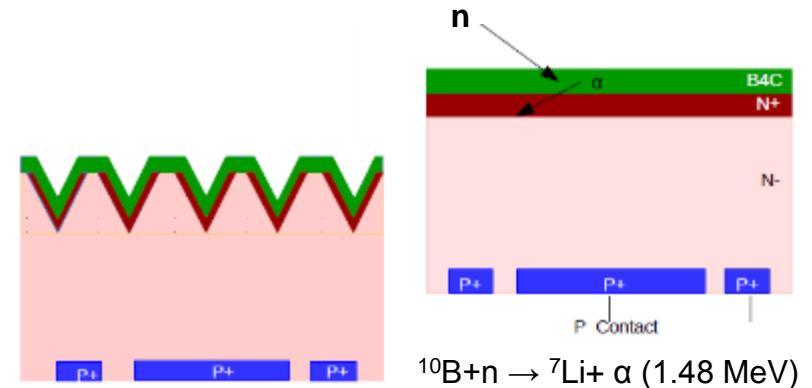 n
B4C
α
N+
N-
P+ P+ P+
P Contact
P+ P+ P+
¹⁰B+n → ⁷Li+ α (1.48 MeV)